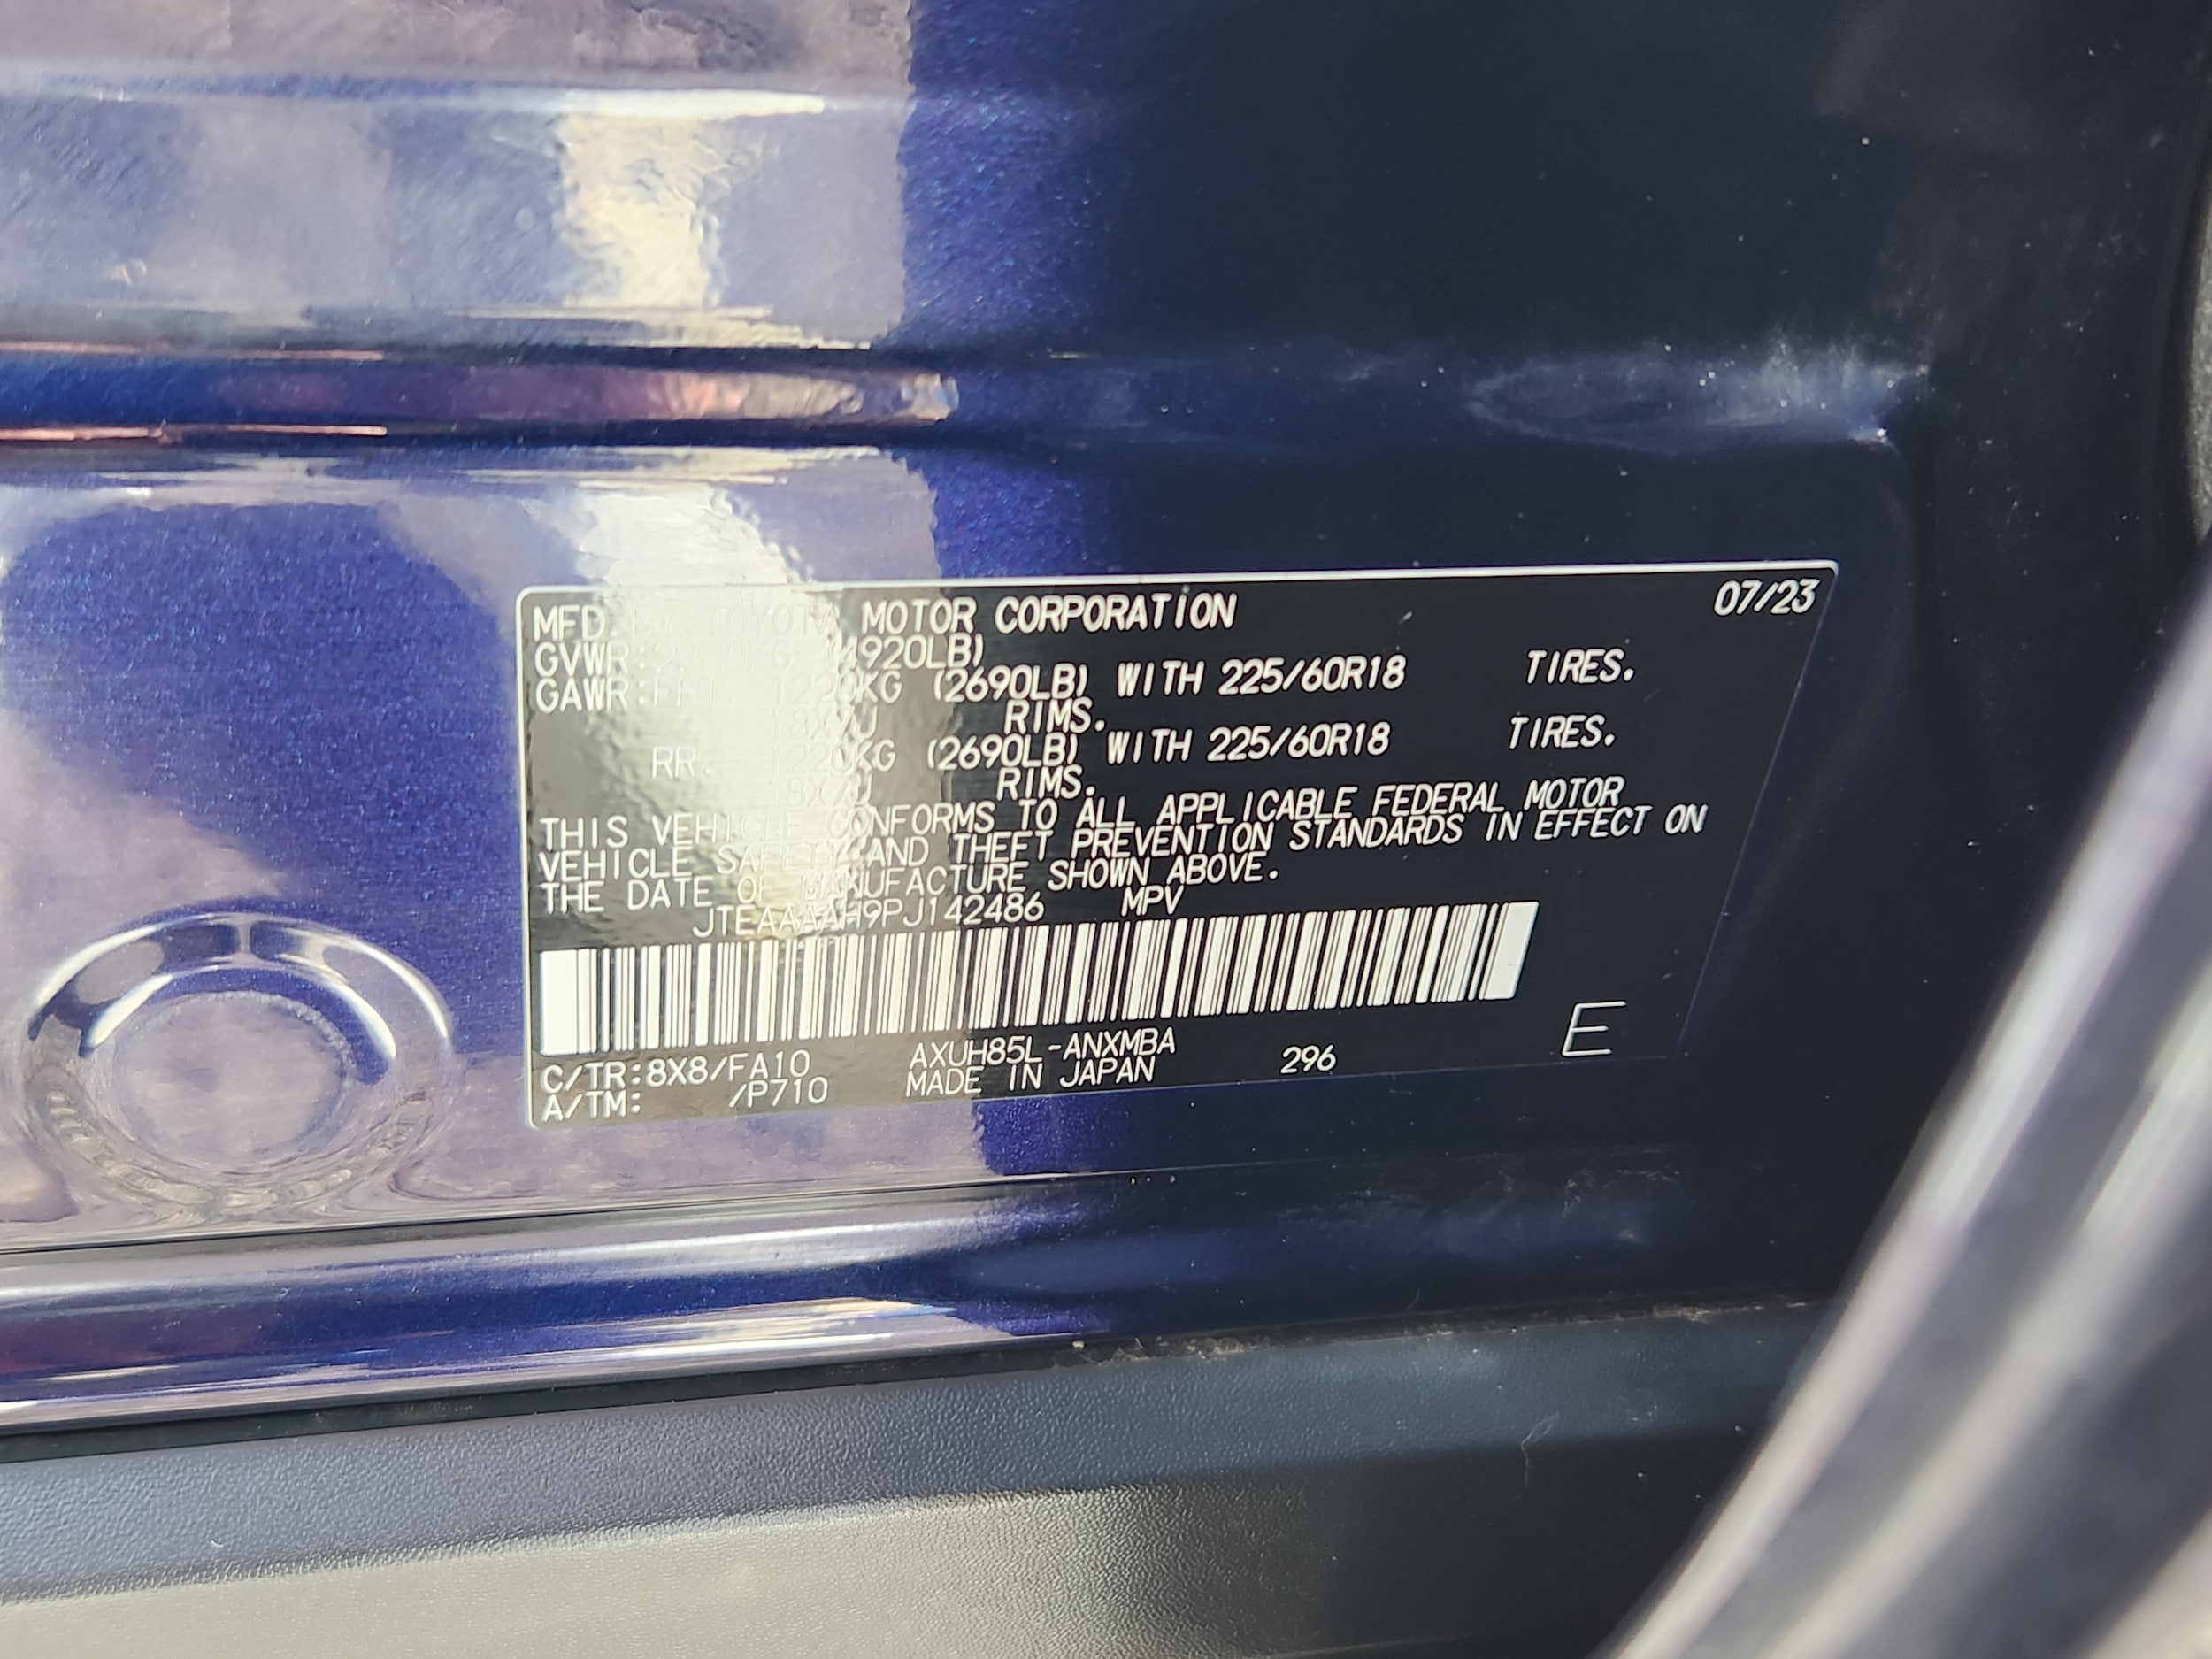 07/23
MFD. BY TOYOTA MOTOR CORPORATION
GVWR: (4920LB)
GAWR:FRT. 1220KG (2690LB) WITH 225/60R18 TIRES.
18X7J RIMS.
RR. 1220KG (2690LB) WITH 225/60R18 TIRES.
18X7J RIMS.
THIS VEHICLE CONFORMS TO ALL APPLICABLE FEDERAL MOTOR
VEHICLE SAFETY AND THEFT PREVENTION STANDARDS IN EFFECT ON
THE DATE OF MANUFACTURE SHOWN ABOVE.
JTEAAAAH9PJ142486 MPV
C/TR:8X8/FA10 AXUH85L-ANXMBA 296 E
A/TM: /P710 MADE IN JAPAN